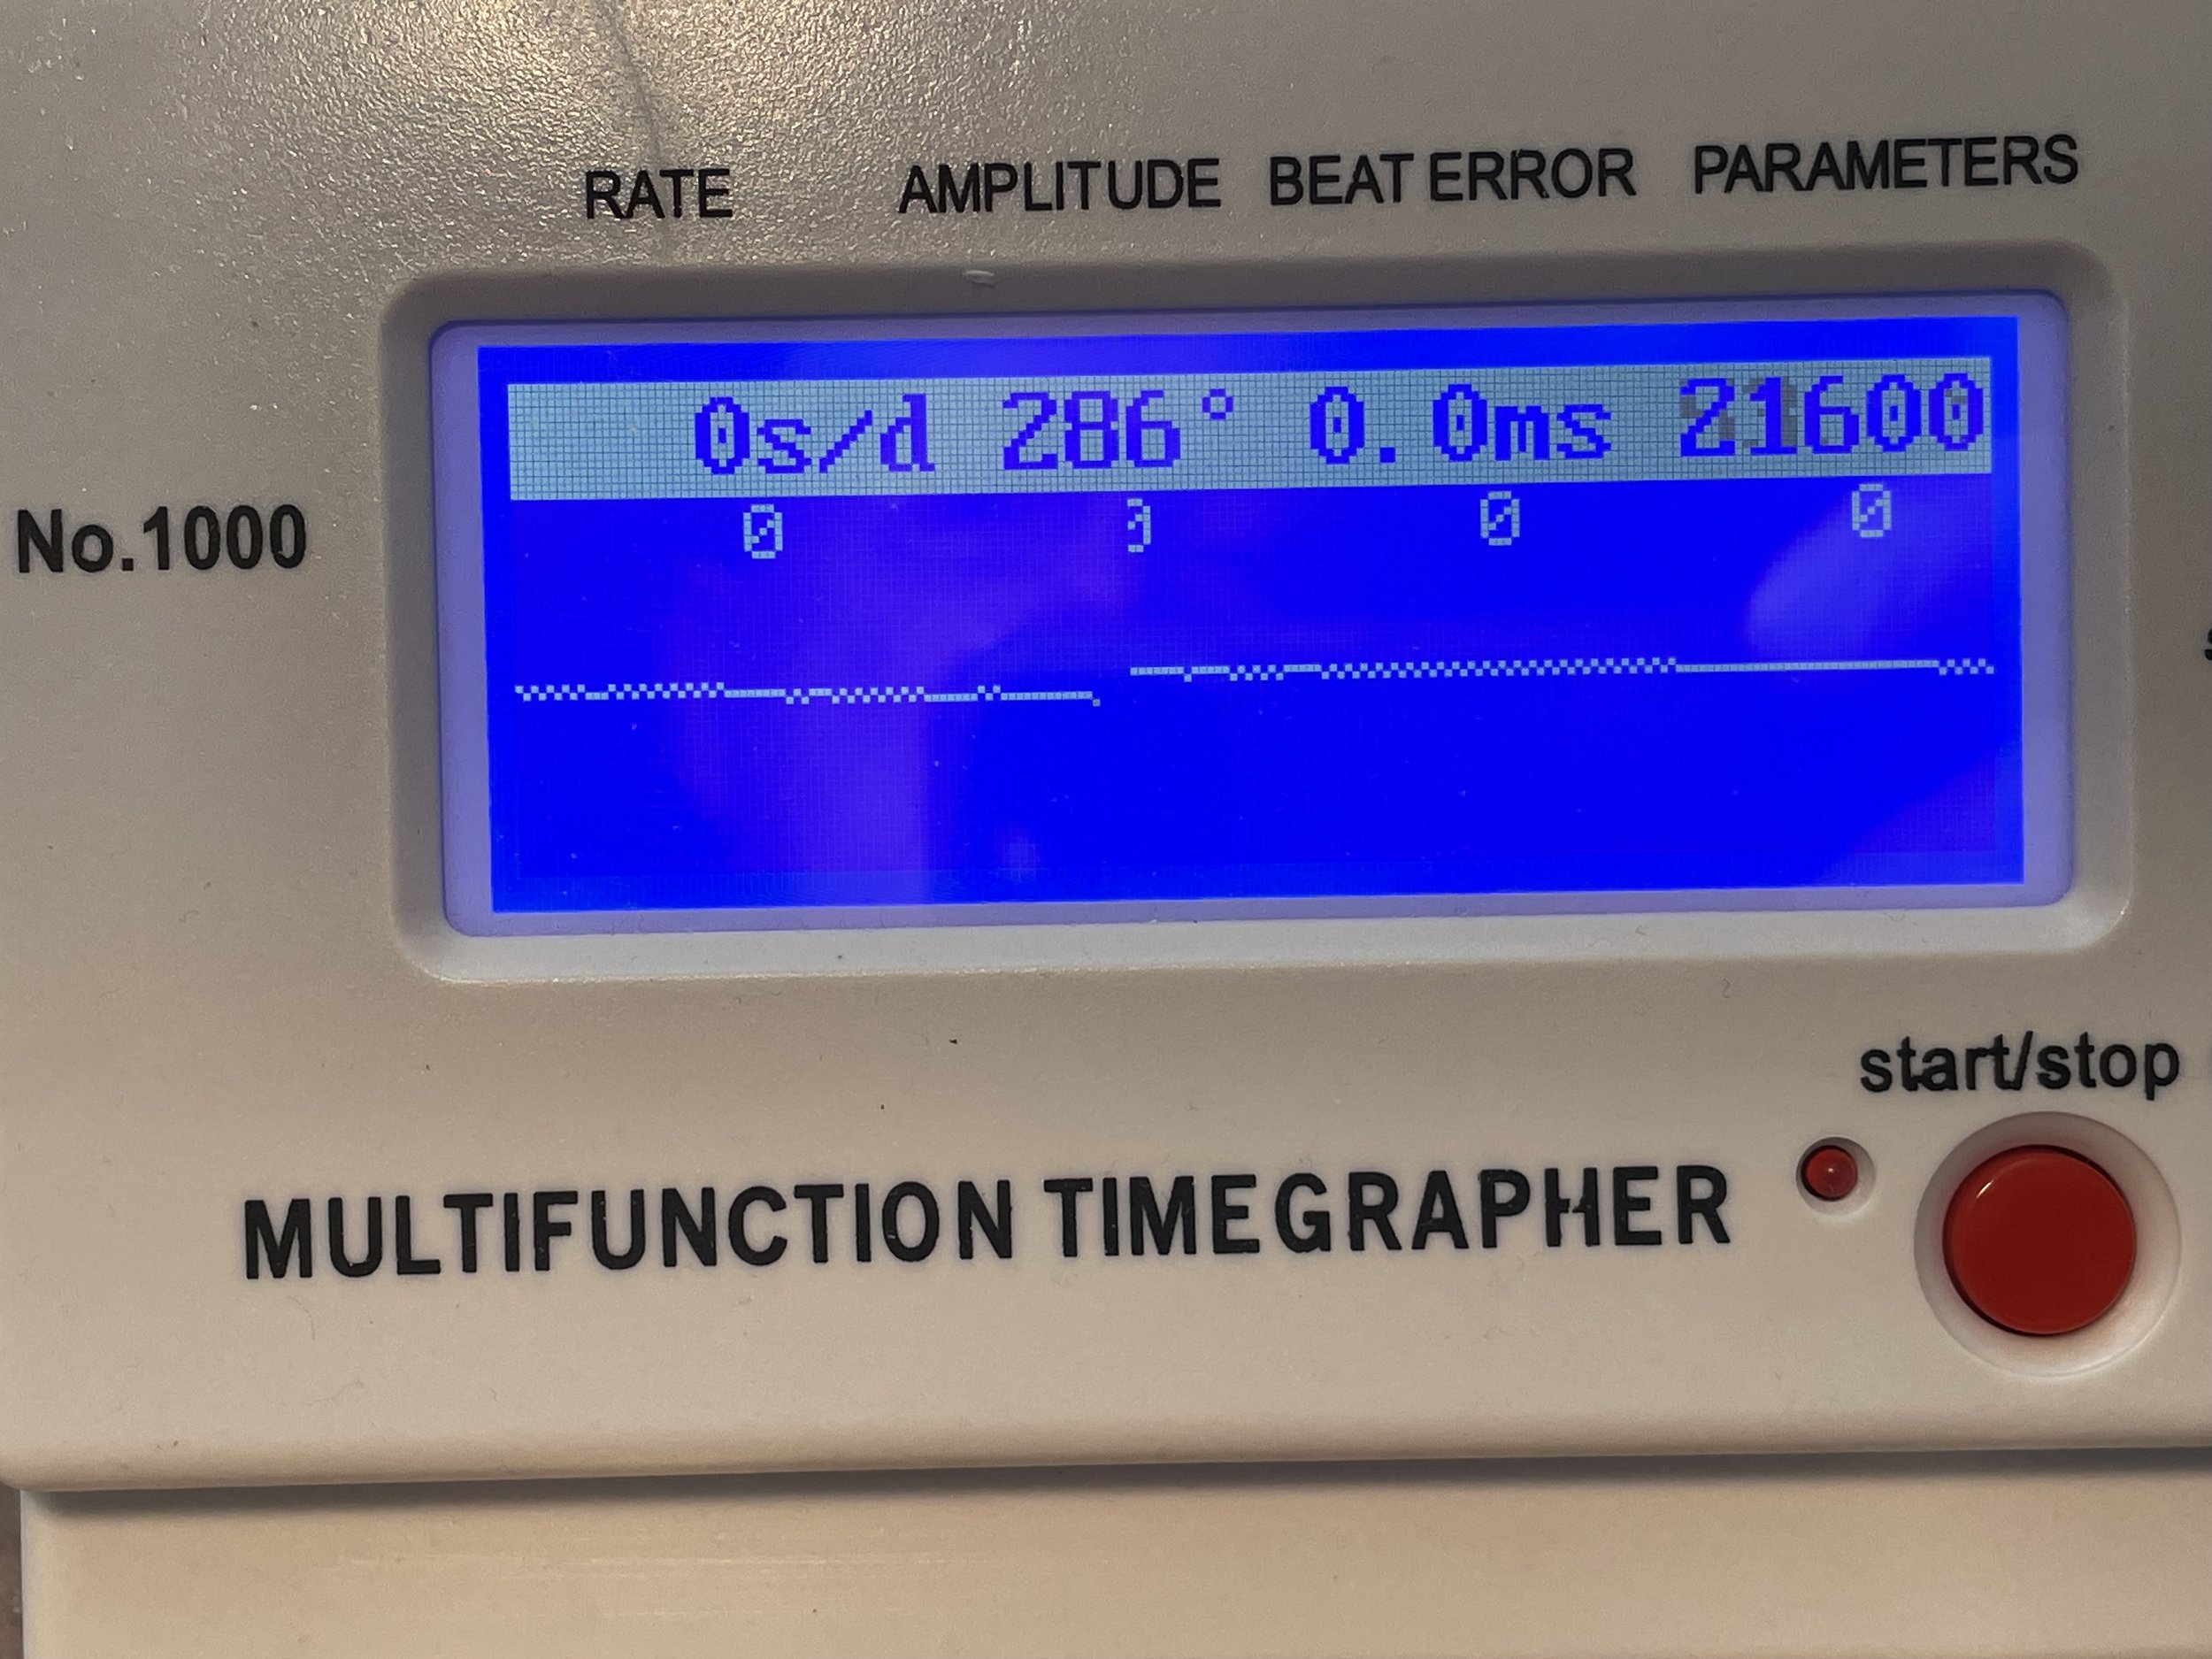 RATE AMPLITUDE BEAT ERROR PARAMETERS
0s/d 286° 0.0ms 21600
0 0 0
No.1000
start/stop
MULTIFUNCTION TIMEGRAPHER